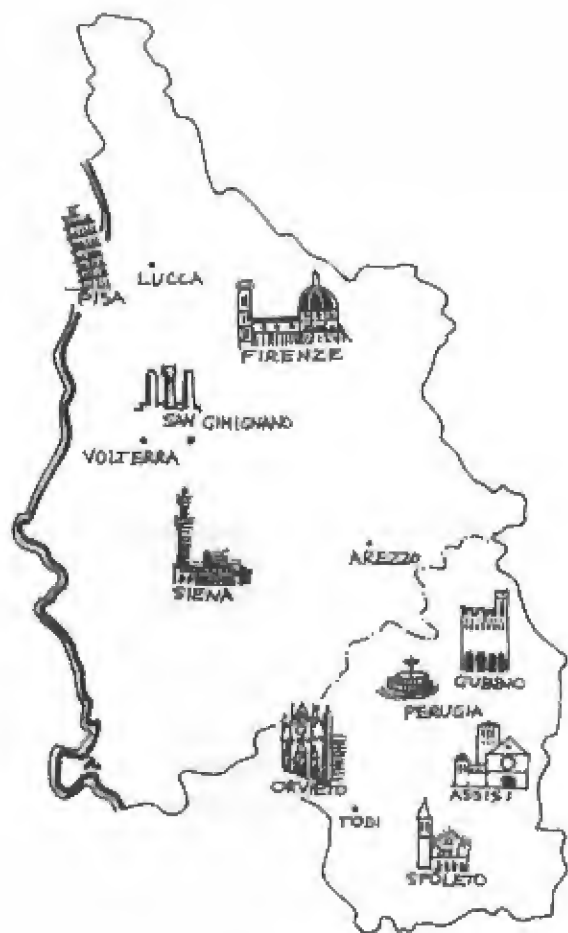 LUCCA
PISA
FIRENZE
SAN GIMIGNANO
VOLTERRA
AREZZO
SIENA
GUBBIO
PERUGIA
ORVIETO
ASSISI
TODI
SPOLETO